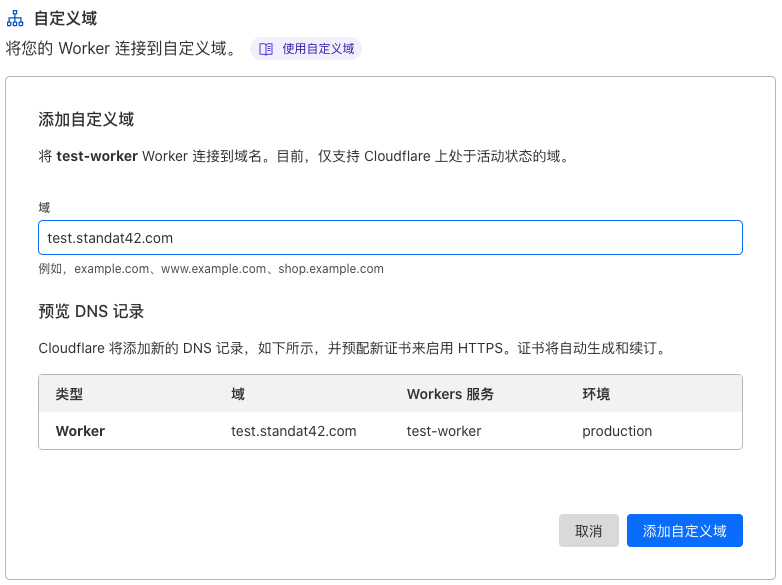 自定义域
将您的 Worker 连接到自定义域。 使用自定义域
添加自定义域
将 test-worker Worker 连接到域名。目前，仅支持 Cloudflare 上处于活动状态的域。
域
test.standat42.com
例如，example.com、www.example.com、shop.example.com
预览 DNS 记录
Cloudflare 将添加新的 DNS 记录，如下所示，并预配新证书来启用 HTTPS。证书将自动生成和续订。
类型 域 Workers 服务 环境
Worker test.standat42.com test-worker production
取消 添加自定义域